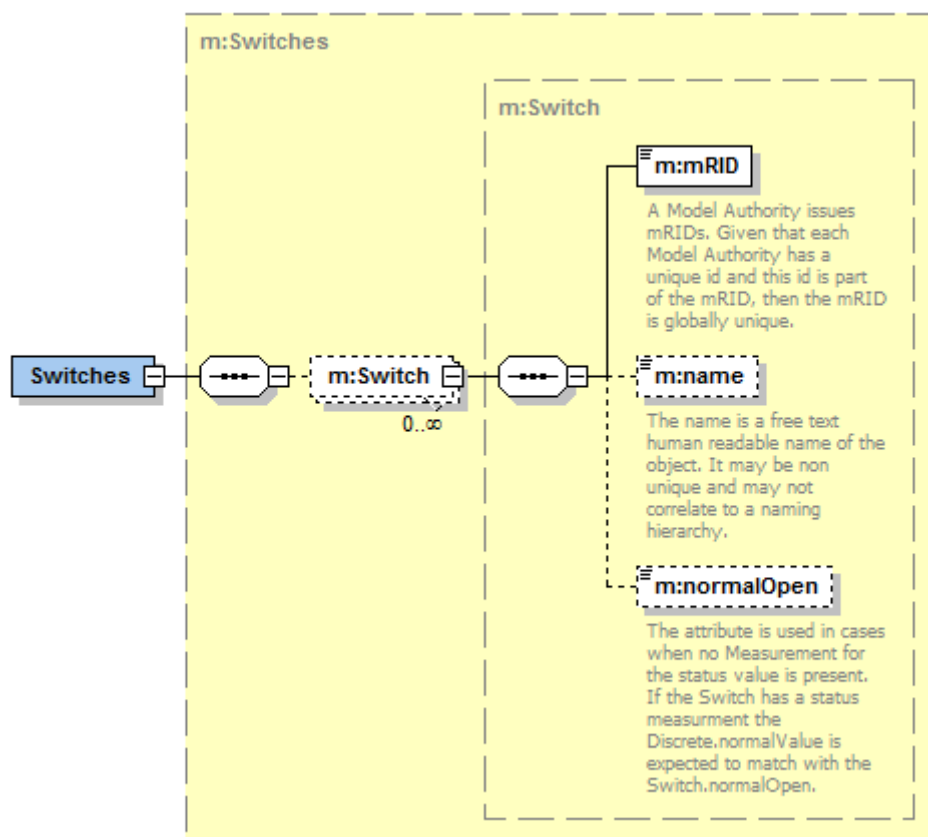 m:Switches
m:Switch
m:mRID
A Model Authority issues
mRIDs. Given that each
Model Authority has a
unique id and this id is part
of the mRID, then the mRID
is globally unique.
Switches
m:Switch
0..∞
m:name
The name is a free text
human readable name of the
object. It may be non
unique and may not
correlate to a naming
hierarchy.
m:normalOpen
The attribute is used in cases
when no Measurement for
the status value is present.
If the Switch has a status
measurment the
Discrete.normalValue is
expected to match with the
Switch.normalOpen.